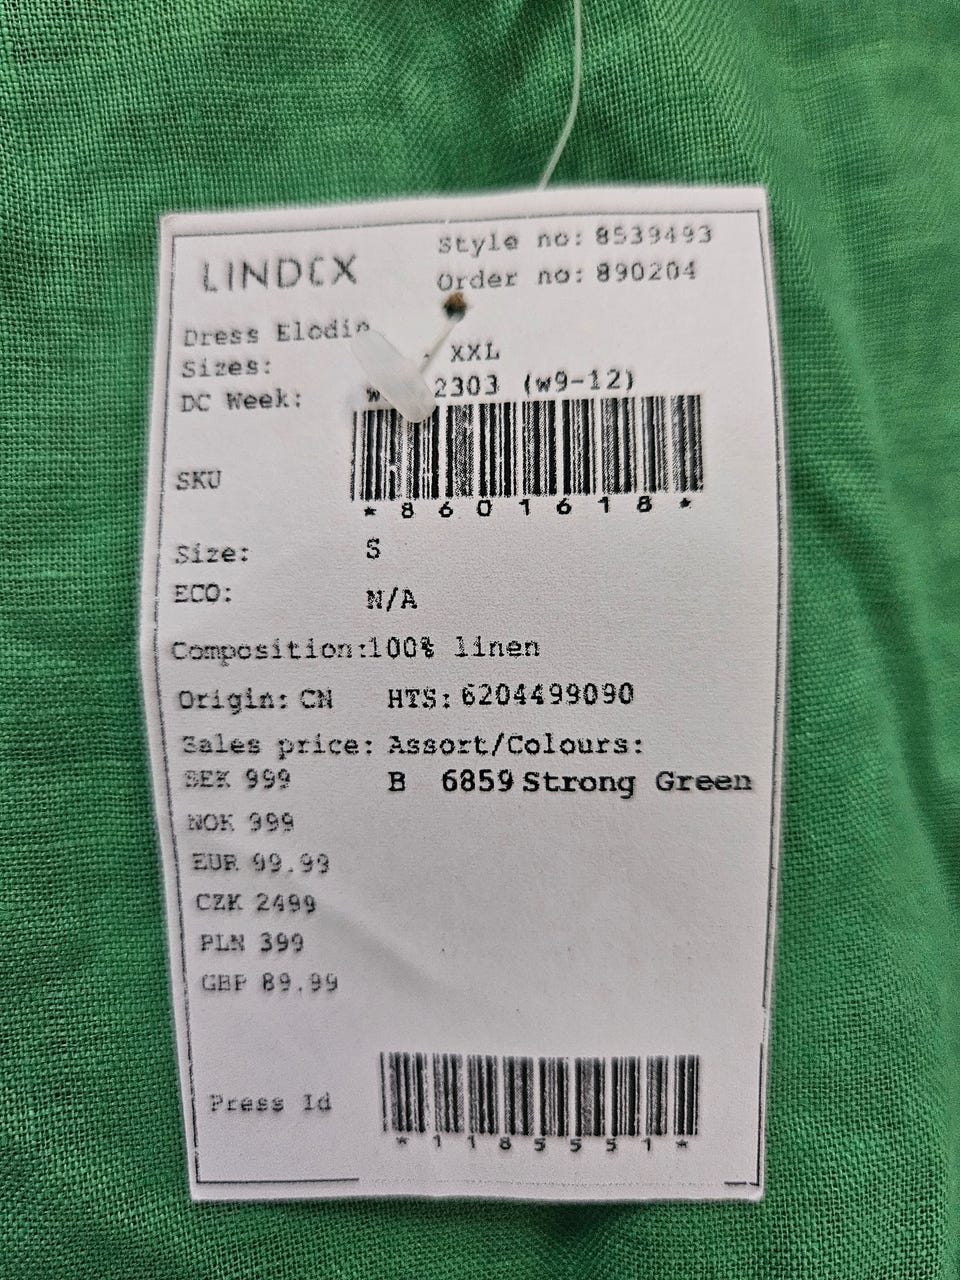 LINDEX
Style no: 8539493
Order no: 890204
Dress Elodie
Sizes: - XXL
DC Week: 2303 (w9-12)
SKU
*8601618*
Size: S
ECO: N/A
Composition:100% linen
Origin: CN HTS: 6204499090
Sales price: Assort/Colours:
SEK 999 B 6859 Strong Green
NOK 999
EUR 99.99
CZK 2499
PLN 399
GBP 89.99
Press Id
*1185551*